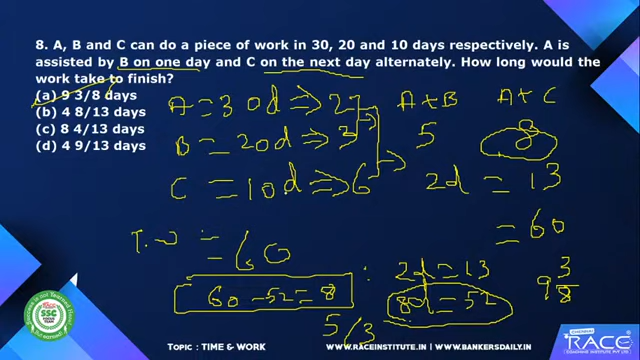 8. A, B and C can do a piece of work in 30, 20 and 10 days respectively. A is
assisted by B on one day and C on the next day alternately. How long would the
work take to finish?
(a) 9 3/8 days
(b) 4 8/13 days
(c) 8 4/13 days
(d) 4 9/13 days
A = 30d ⇒ 2
B = 20d ⇒ 3
C = 10d ⇒ 6
A+B A+C
5 8
2d = 13
= 60
T.W = 60
60 - 52 = 8
: 2d = 13
8d = 52
9 3/8
5/3
SSC
FOCUS TEAM
TOPIC : TIME & WORK
WWW.RACEINSTITUTE.IN | WWW.BANKERSDAILY.IN
CHENNAI
RACE
COACHING INSTITUTE PVT LTD